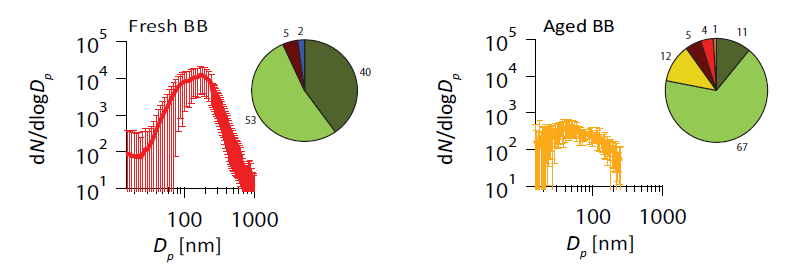 Fresh BB
10⁵
10⁴
10³
10²
10¹
dN/dlogDₚ
100 1000
Dₚ [nm]
5 2
40
53
Aged BB
10⁵
10⁴
10³
10²
10¹
dN/dlogDₚ
100 1000
Dₚ [nm]
5 4 1 11
12
67